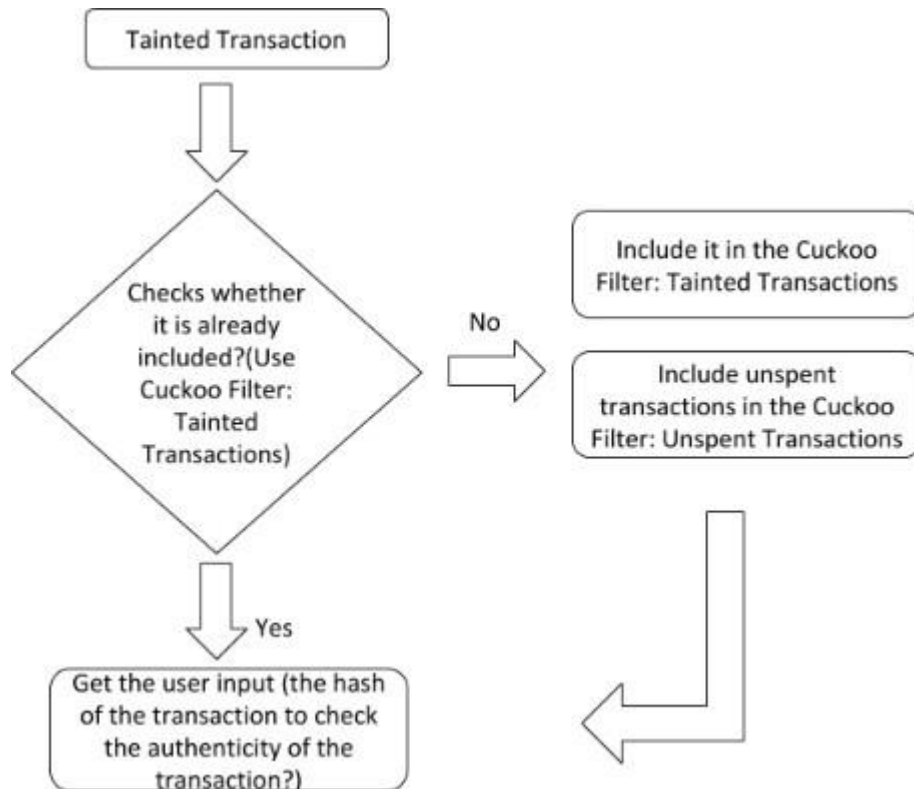 Tainted Transaction
Checks whether
it is already
included?(Use
Cuckoo Filter:
Tainted
Transactions)
No
Include it in the Cuckoo
Filter: Tainted Transactions
Include unspent
transactions in the Cuckoo
Filter: Unspent Transactions
Yes
Get the user input (the hash
of the transaction to check
the authenticity of the
transaction?)